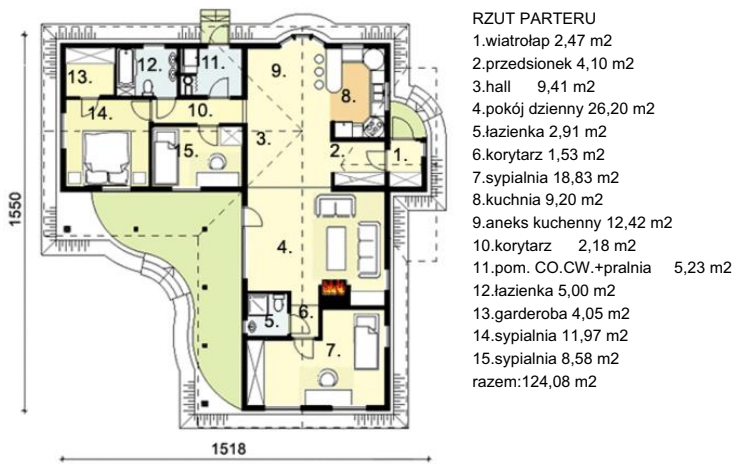 RZUT PARTERU
1.wiatrołap 2,47 m2
2.przedsionek 4,10 m2
3.hall 9,41 m2
4.pokój dzienny 26,20 m2
5.łazienka 2,91 m2
6.korytarz 1,53 m2
7.sypialnia 18,83 m2
8.kuchnia 9,20 m2
9.aneks kuchenny 12,42 m2
10.korytarz 2,18 m2
11.pom. CO.CW.+pralnia 5,23 m2
12.łazienka 5,00 m2
13.garderoba 4,05 m2
14.sypialnia 11,97 m2
15.sypialnia 8,58 m2
razem:124,08 m2
12.
11.
9.
13.
8.
14.
10.
3.
15.
2.
1.
4.
5.
6.
7.
1550
1518